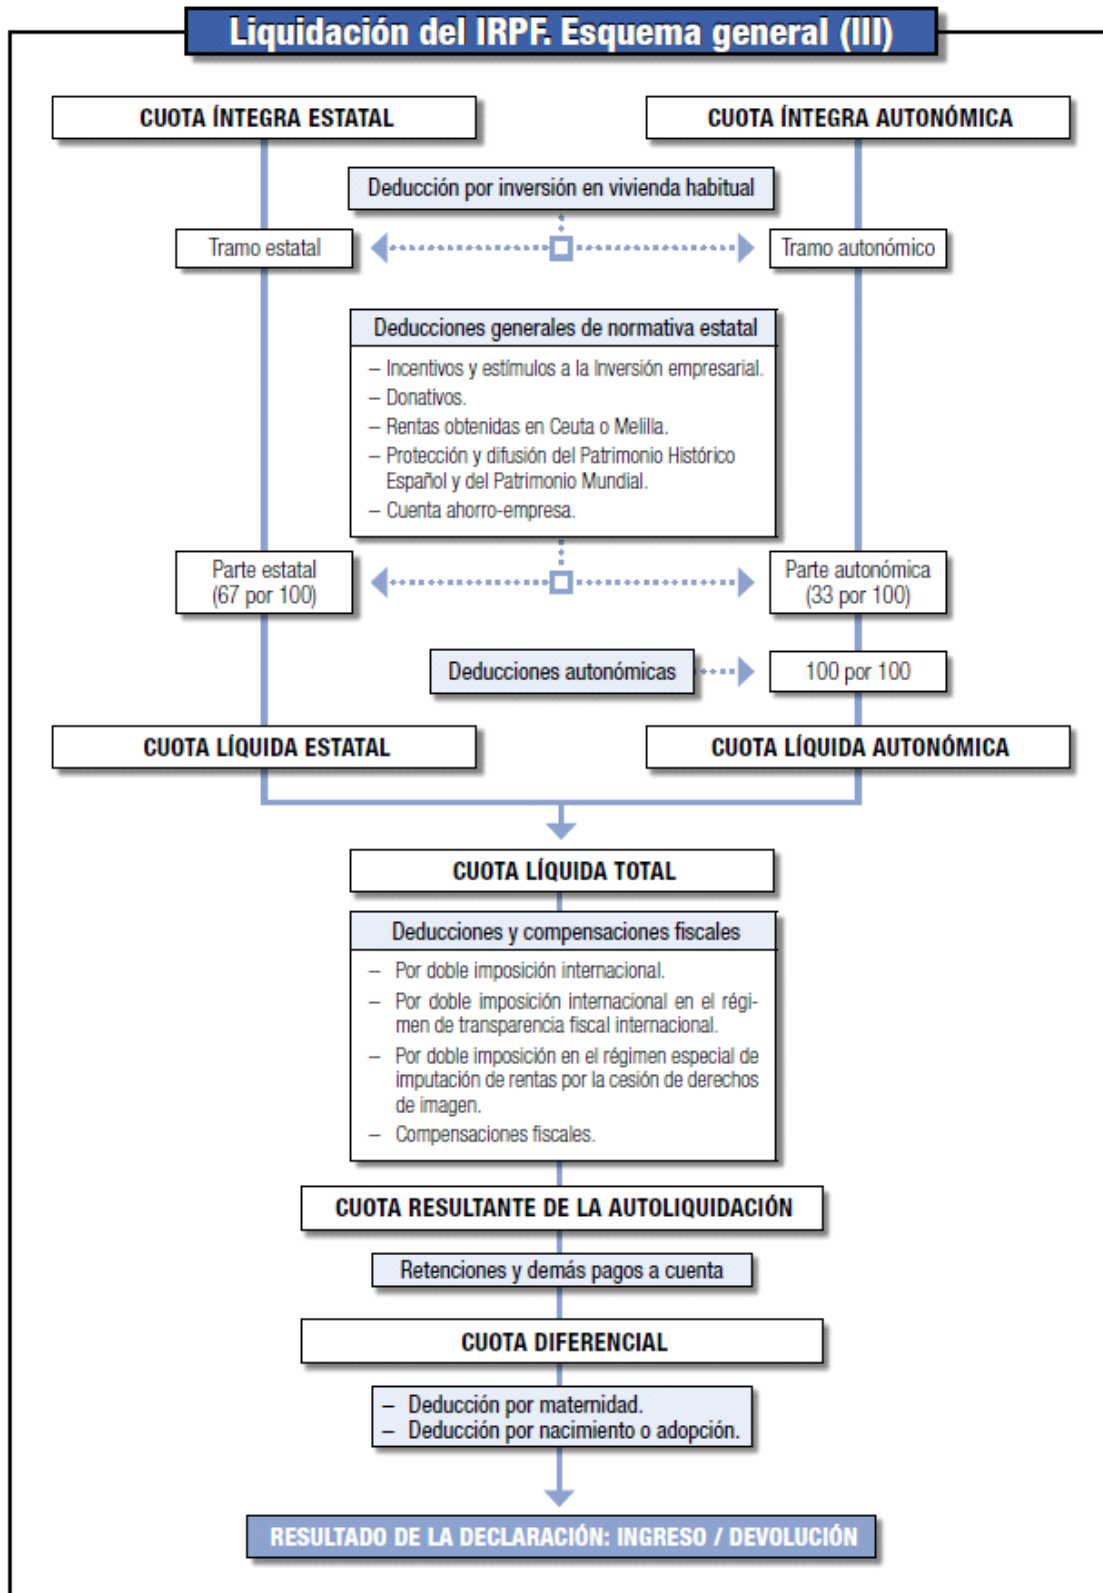 Liquidación del IRPF. Esquema general (III)
CUOTA ÍNTEGRA ESTATAL
CUOTA ÍNTEGRA AUTONÓMICA
Deducción por inversión en vivienda habitual
Tramo estatal
Tramo autonómico
Deducciones generales de normativa estatal
– Incentivos y estímulos a la Inversión empresarial.
– Donativos.
– Rentas obtenidas en Ceuta o Melilla.
– Protección y difusión del Patrimonio Histórico
Español y del Patrimonio Mundial.
– Cuenta ahorro-empresa.
Parte estatal
(67 por 100)
Parte autonómica
(33 por 100)
Deducciones autonómicas
100 por 100
CUOTA LÍQUIDA ESTATAL
CUOTA LÍQUIDA AUTONÓMICA
CUOTA LÍQUIDA TOTAL
Deducciones y compensaciones fiscales
– Por doble imposición internacional.
– Por doble imposición internacional en el régi-
men de transparencia fiscal internacional.
– Por doble imposición en el régimen especial de
imputación de rentas por la cesión de derechos
de imagen.
– Compensaciones fiscales.
CUOTA RESULTANTE DE LA AUTOLIQUIDACIÓN
Retenciones y demás pagos a cuenta
CUOTA DIFERENCIAL
– Deducción por maternidad.
– Deducción por nacimiento o adopción.
RESULTADO DE LA DECLARACIÓN: INGRESO / DEVOLUCIÓN